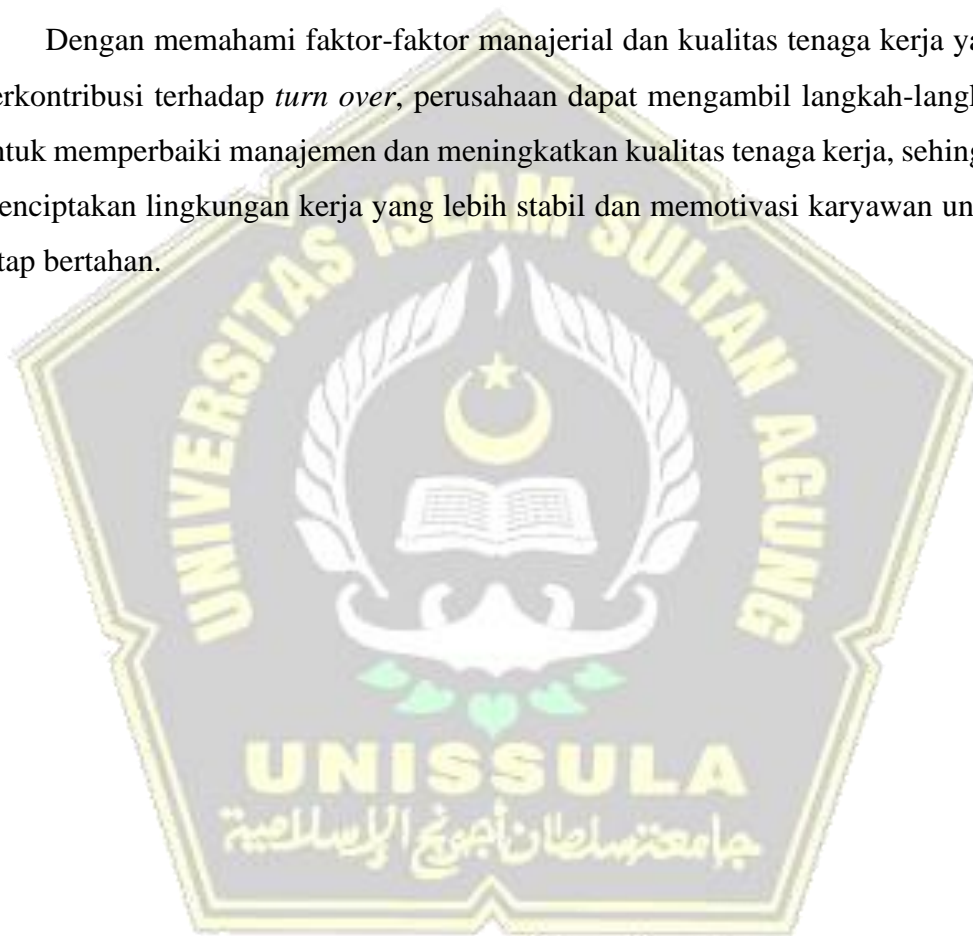 Dengan memahami faktor-faktor manajerial dan kualitas tenaga kerja ya
erkontribusi terhadap turn over, perusahaan dapat mengambil langkah-langk
ntuk memperbaiki manajemen dan meningkatkan kualitas tenaga kerja, sehing
enciptakan lingkungan kerja yang lebih stabil dan memotivasi karyawan un
tap bertahan.
UNIVERSITAS ISLAM SULTAN AGUNG
UNISSULA
جامعتنسلطان أجونج الإسلامية